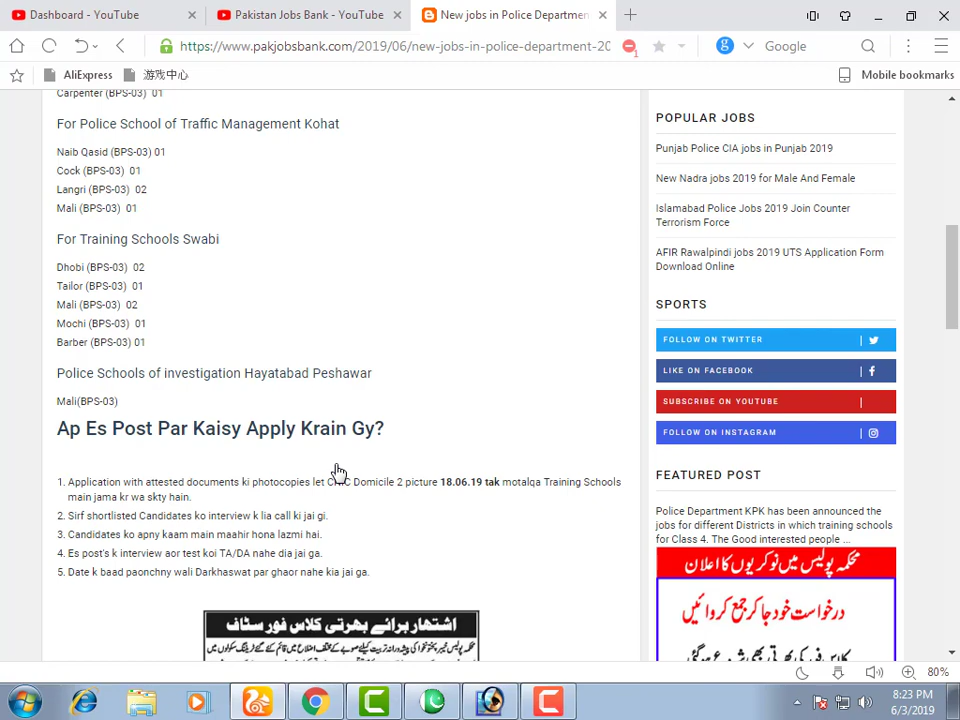 Dashboard - YouTube
Pakistan Jobs Bank - YouTube
New jobs in Police Departmen
https://www.pakjobsbank.com/2019/06/new-jobs-in-police-department-20
1
Google
AliExpress
游戏中心
Mobile bookmarks
Carpenter (BPS-03) 01
For Police School of Traffic Management Kohat
Naib Qasid (BPS-03) 01
Cock (BPS-03) 01
Langri (BPS-03) 02
Mali (BPS-03) 01
For Training Schools Swabi
Dhobi (BPS-03) 02
Tailor (BPS-03) 01
Mali (BPS-03) 02
Mochi (BPS-03) 01
Barber (BPS-03) 01
Police Schools of investigation Hayatabad Peshawar
Mali(BPS-03)
Ap Es Post Par Kaisy Apply Krain Gy?
1. Application with attested documents ki photocopies let Domicile 2 picture 18.06.19 tak motalqa Training Schools
main jama kr wa skty hain.
2. Sirf shortlisted Candidates ko interview k lia call ki jai gi.
3. Candidates ko apny kaam main maahir hona lazmi hai.
4. Es post's k interview aor test koi TA/DA nahe dia jai ga.
5. Date k baad paonchny wali Darkhaswat par ghaor nahe kia jai ga.
اشتہار برائے بھرتی کلاس فور سٹاف
POPULAR JOBS
Punjab Police CIA jobs in Punjab 2019
New Nadra jobs 2019 for Male And Female
Islamabad Police Jobs 2019 Join Counter
Terrorism Force
AFIR Rawalpindi jobs 2019 UTS Application Form
Download Online
SPORTS
FOLLOW ON TWITTER
LIKE ON FACEBOOK
SUBSCRIBE ON YOUTUBE
FOLLOW ON INSTAGRAM
FEATURED POST
Police Department KPK has been announced the
jobs for different Districts in which training schools
for Class 4. The Good interested people ...
محکمہ پولیس میں نوکریوں کا اعلان
درخواست خود جا کر جمع کروائیں
80%
8:23 PM
6/3/2019